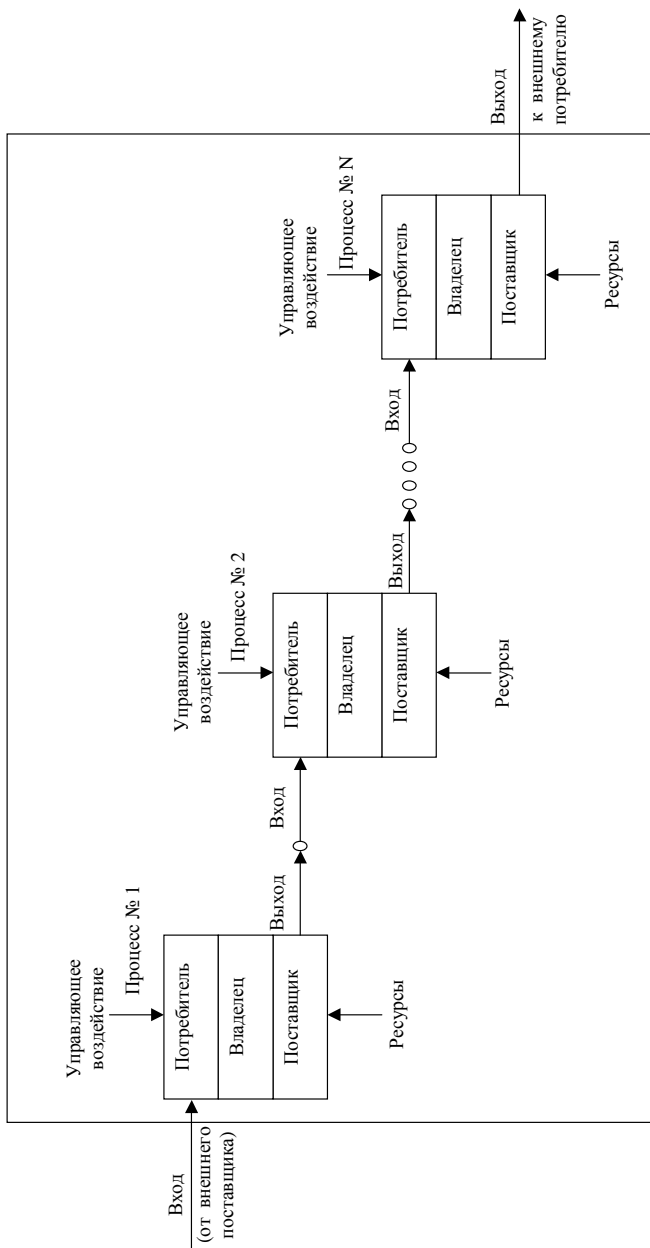 Вход
(от внешнего
поставщика)
Управляющее
воздействие
Процесс № 1
Потребитель
Владелец
Поставщик
Ресурсы
Выход
Вход
Управляющее
воздействие
Процесс № 2
Потребитель
Владелец
Поставщик
Ресурсы
Выход
Вход
Управляющее
воздействие
Процесс № N
Потребитель
Владелец
Поставщик
Ресурсы
Выход
к внешнему
потребителю